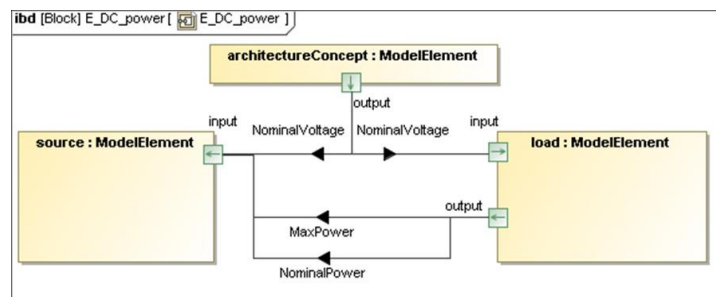 ibd [Block] E_DC_power [ E_DC_power ]
architectureConcept : ModelElement
output
input
NominalVoltage NominalVoltage
input
source : ModelElement
load : ModelElement
output
MaxPower
NominalPower